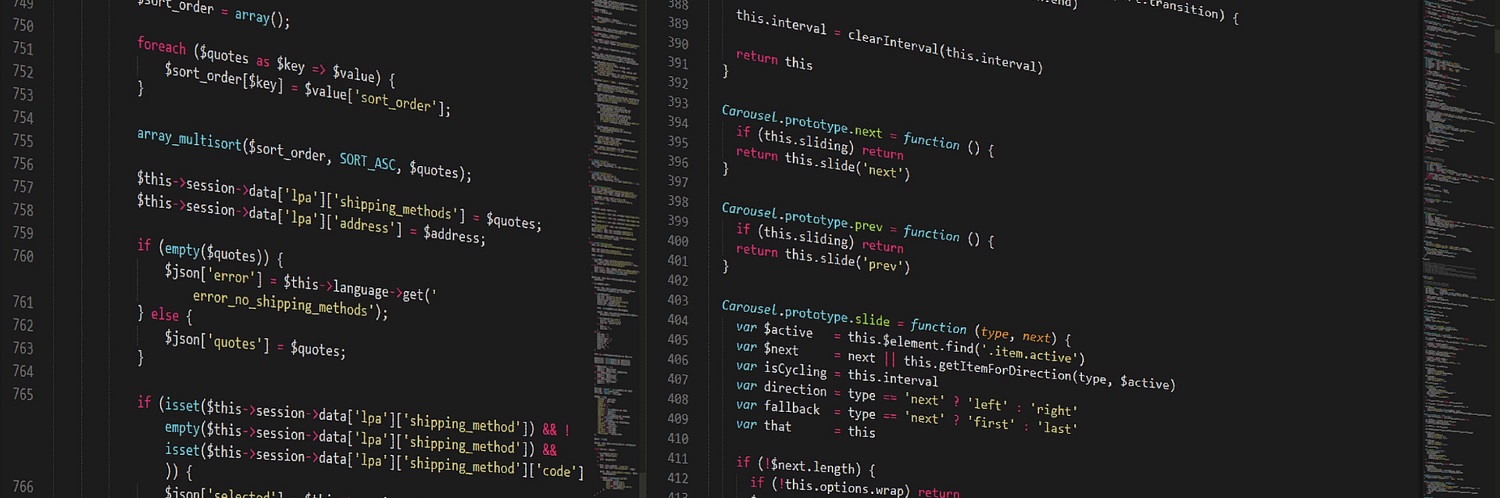 749
750
751
752
753
754
755
756
757
758
759
760
761
762
763
764
765
766
$sort_order = array();
foreach ($quotes as $key => $value) {
$sort_order[$key] = $value['sort_order'];
}
array_multisort($sort_order, SORT_ASC, $quotes);
$this->session->data['lpa']['shipping_methods'] = $quotes;
$this->session->data['lpa']['address'] = $address;
if (empty($quotes)) {
$json['error'] = $this->language->get('
error_no_shipping_methods');
} else {
$json['quotes'] = $quotes;
}
if (isset($this->session->data['lpa']['shipping_method']) && !
empty($this->session->data['lpa']['shipping_method']) &&
isset($this->session->data['lpa']['shipping_method']['code']
)) {
$json['selected'] =
388
389
390
391
392
393
394
395
396
397
398
399
400
401
402
403
404
405
406
407
408
409
410
411
412
413
.transition) {
this.interval = clearInterval(this.interval)
return this
}
Carousel.prototype.next = function () {
if (this.sliding) return
return this.slide('next')
}
Carousel.prototype.prev = function () {
if (this.sliding) return
return this.slide('prev')
}
Carousel.prototype.slide = function (type, next) {
var $active = this.$element.find('.item.active')
var $next = next || this.getItemForDirection(type, $active)
var isCycling = this.interval
var direction = type == 'next' ? 'left' : 'right'
var fallback = type == 'next' ? 'first' : 'last'
var that = this
if (!$next.length) {
if (!this.options.wrap) return